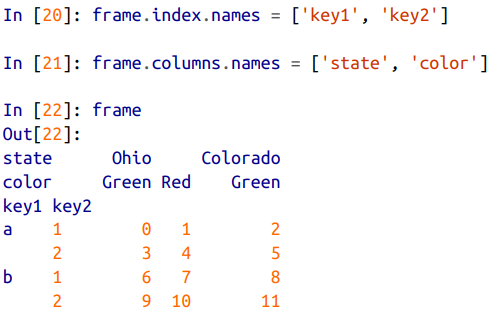 In [20]: frame.index.names = ['key1', 'key2']
In [21]: frame.columns.names = ['state', 'color']
In [22]: frame
Out[22]:
state      Ohio     Colorado
color     Green Red    Green
key1 key2
a    1        0   1        2
     2        3   4        5
b    1        6   7        8
     2        9  10       11